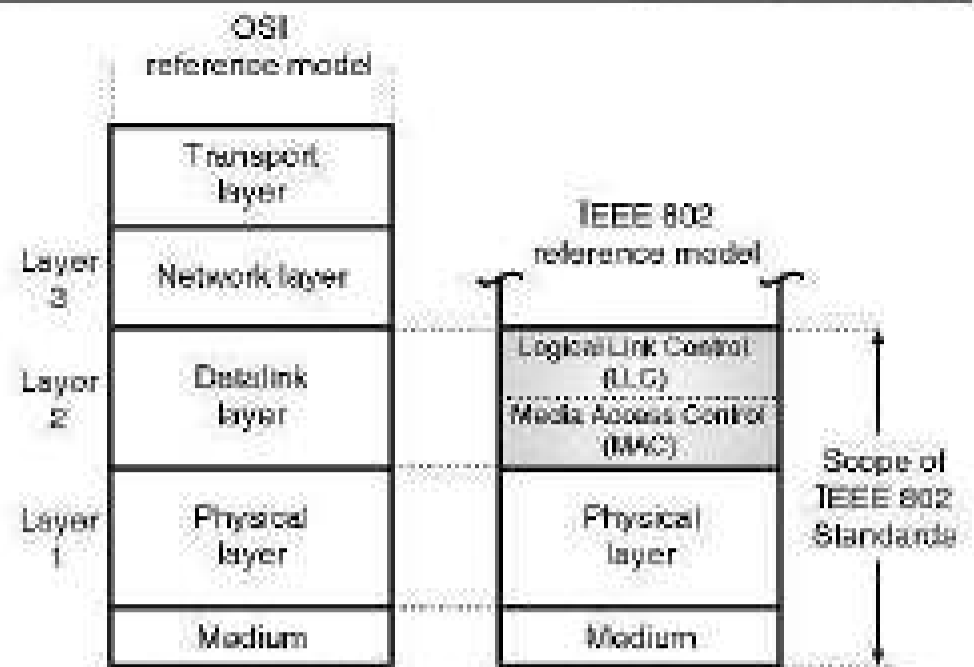 OSI
reference model
Transport
layer
Layer
3
Network layer
IEEE 802
reference model
Layer
2
Datalink
layer
Logical Link Control
(LLC)
Media Access Control
(MAC)
Layer
1
Physical
layer
Physical
layer
Scope of
IEEE 802
Standards
Medium
Medium